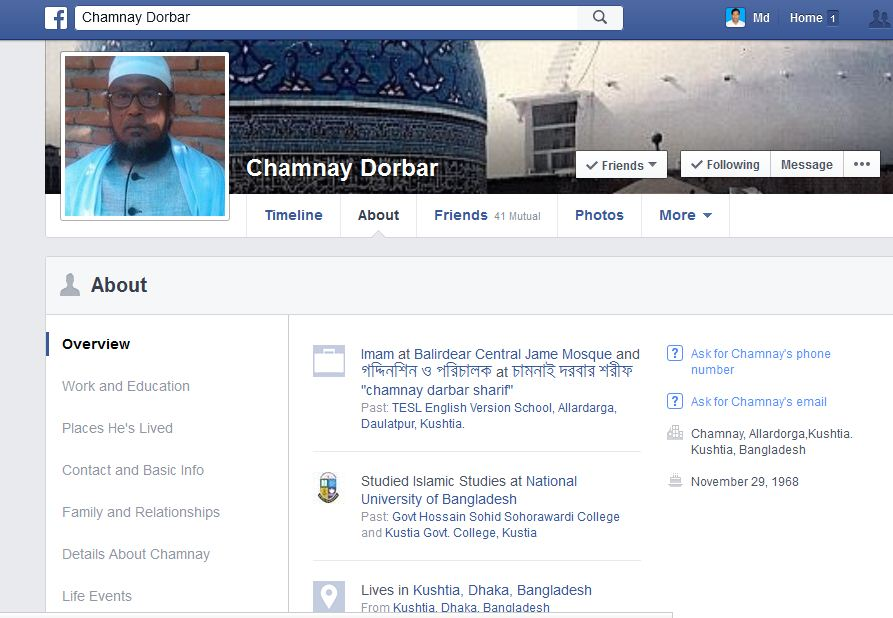 Chamnay Dorbar
Md
Home 1
Chamnay Dorbar
Friends
Following
Message
Timeline
About
Friends 41 Mutual
Photos
More
About
Overview
Work and Education
Places He's Lived
Contact and Basic Info
Family and Relationships
Details About Chamnay
Life Events
Imam at Balirdear Central Jame Mosque and
গদ্দিনশিন ও পরিচালক at চামনাই দরবার শরীফ
"chamnay darbar sharif"
Past: TESL English Version School, Allardarga,
Daulatpur, Kushtia.
Studied Islamic Studies at National
University of Bangladesh
Past: Govt Hossain Sohid Sohorawardi College
and Kustia Govt. College, Kustia
Lives in Kushtia, Dhaka, Bangladesh
From Kushtia, Dhaka, Bangladesh
Ask for Chamnay's phone
number
Ask for Chamnay's email
Chamnay, Allardorga,Kushtia.
Kushtia, Bangladesh
November 29, 1968